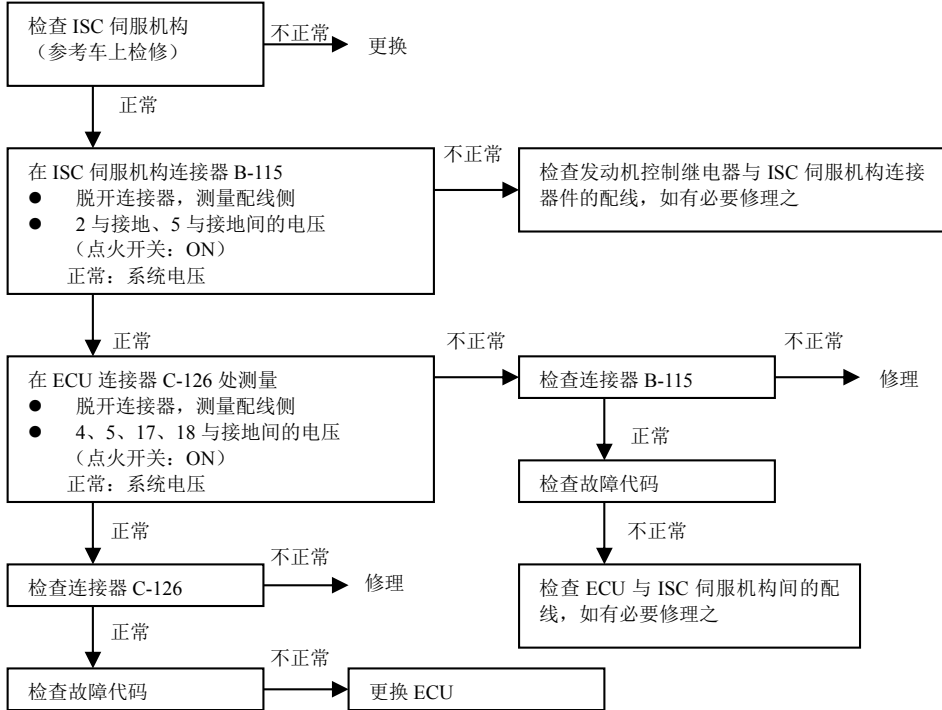 检查 ISC 伺服机构
（参考车上检修）
不正常
更换
正常
在 ISC 伺服机构连接器 B-115
● 脱开连接器，测量配线侧
● 2 与接地、5 与接地间的电压
（点火开关：ON）
正常：系统电压
不正常
检查发动机控制继电器与 ISC 伺服机构连接
器件的配线，如有必要修理之
正常
在 ECU 连接器 C-126 处测量
● 脱开连接器，测量配线侧
● 4、5、17、18 与接地间的电压
（点火开关：ON）
正常：系统电压
不正常
检查连接器 B-115
不正常
修理
正常
检查故障代码
不正常
检查 ECU 与 ISC 伺服机构间的配
线，如有必要修理之
正常
检查连接器 C-126
不正常
修理
正常
检查故障代码
不正常
更换 ECU